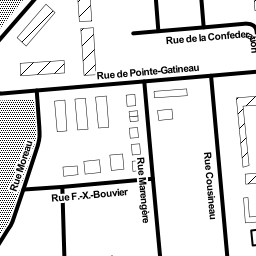 Rue de la Confeder
Rue de Pointe-Gatineau
Rue Moreau
Rue F.-X.-Bouvier
Rue Marengère
Rue Cousineau